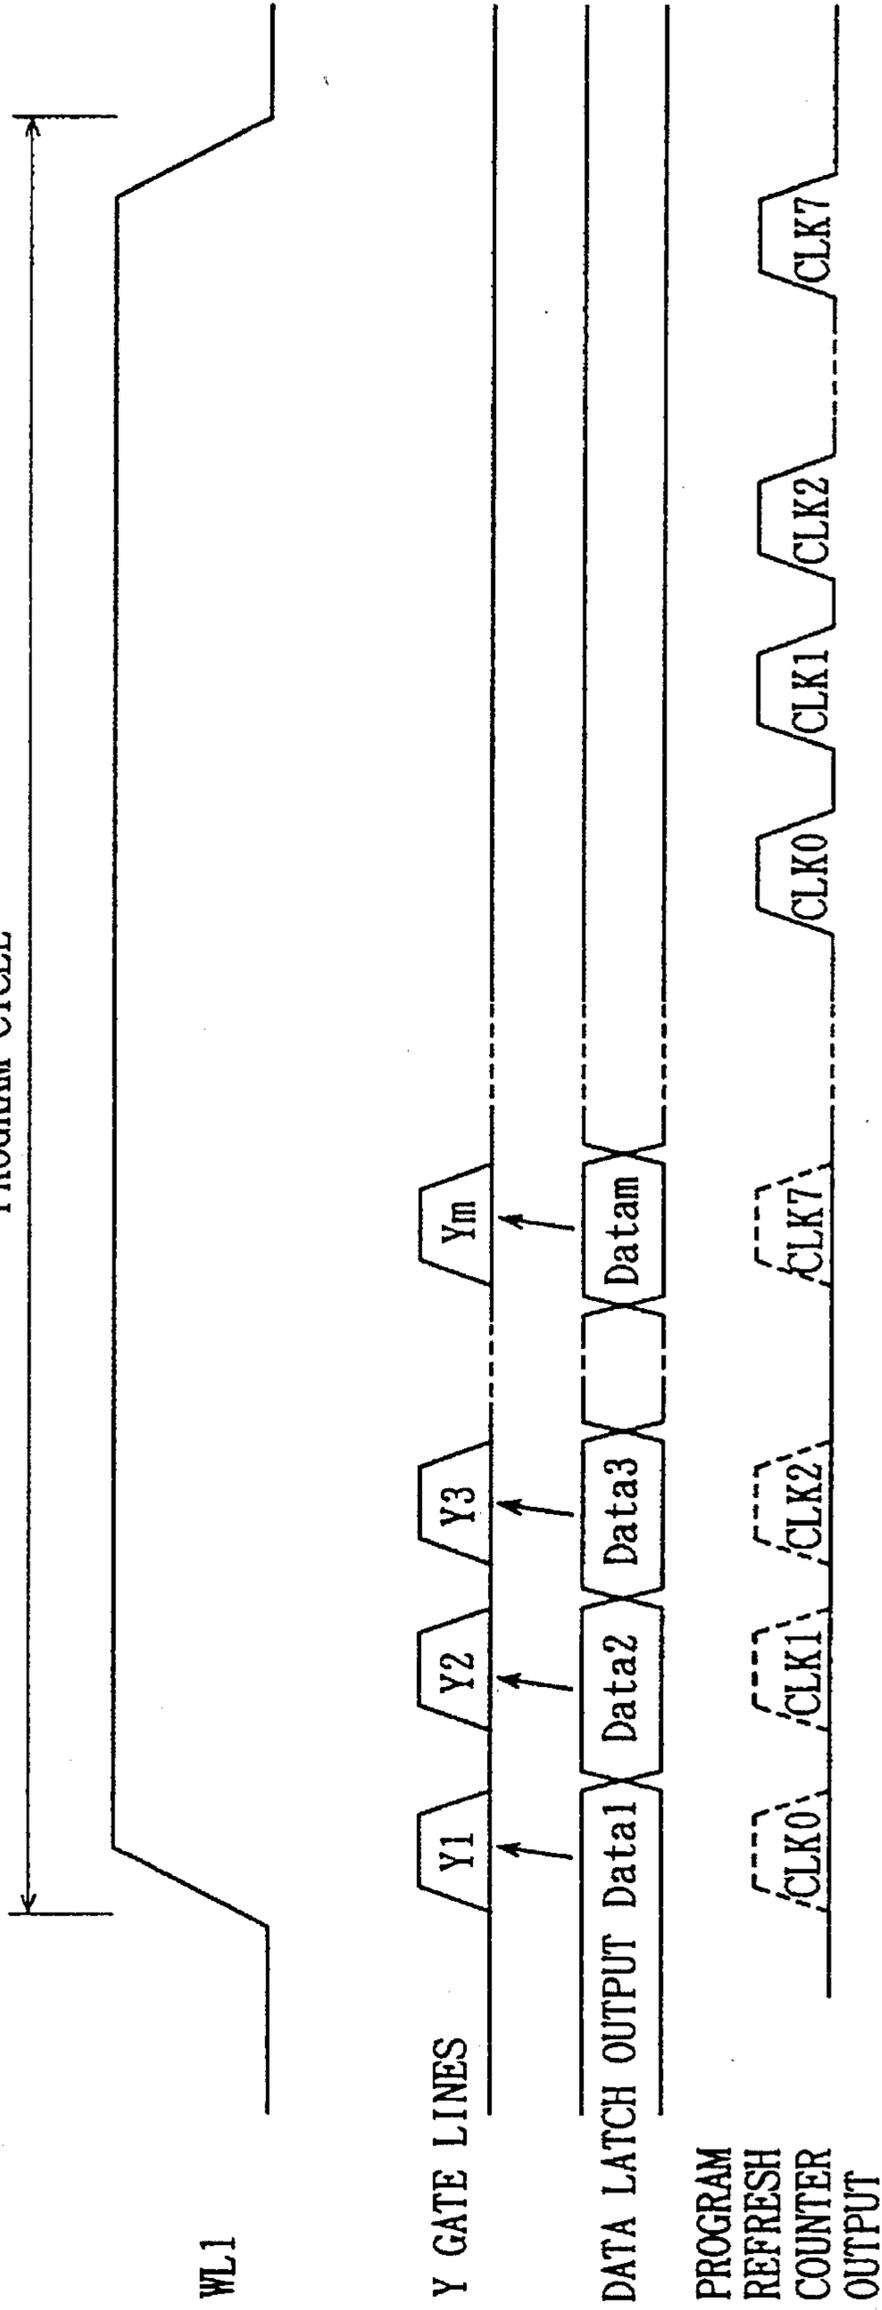 PROGRAM CYCLE
WL1
Y GATE LINES
Y1
Y2
Y3
Ym
DATA LATCH OUTPUT
Data1
Data2
Data3
Datam
PROGRAM
REFRESH
COUNTER
OUTPUT
CLK0
CLK1
CLK2
CLK7
CLK0
CLK1
CLK2
CLK7